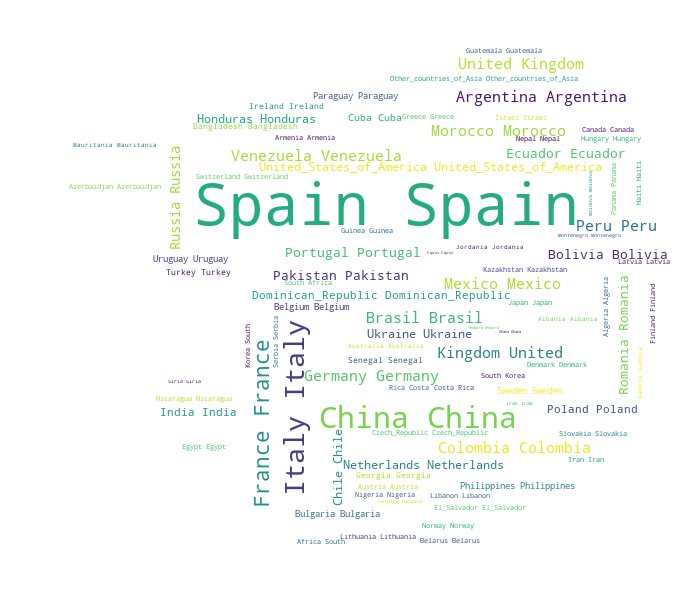 Guatemala Guatemala
United Kingdom
Other_countries_of_Asia Other_countries_of_Asia
Paraguay Paraguay
Argentina Argentina
Ireland Ireland
Honduras Honduras
Cuba Cuba
Greece Greece
Israel Israel
Bangladesh Bangladesh
Morocco Morocco
Canada Canada
Armenia Armenia
Nepal Nepal
Hungary Hungary
Mauritania Mauritania
Venezuela Venezuela
Ecuador Ecuador
United_States_of_America United_States_of_America
Russia Russia
Switzerland Switzerland
Azerbaidjan Azerbaidjan
Spain Spain
Moldova Moldova
Panama Panama
Haiti Haiti
Guinea Guinea
Peru Peru
Montenegro Montenegro
Jordania Jordania
Portugal Portugal
Bolivia Bolivia
Uruguay Uruguay
Latvia Latvia
Turkey Turkey
Pakistan Pakistan
Kazakhstan Kazakhstan
South Africa
Mexico Mexico
Dominican_Republic Dominican_Republic
Japan Japan
Belgium Belgium
Brasil Brasil
Albania Albania
Algeria Algeria
Romania Romania
Finland Finland
Korea South
Serbia Serbia
Italy Italy
France France
Ukraine Ukraine
Ghana Ghana
Australia Australia
Kingdom United
Senegal Senegal
Denmark Denmark
Germany Germany
South Korea
Siria Siria
Rica Costa Costa Rica
Sweden Sweden
Nicaragua Nicaragua
Irak Irak
India India
China China
Poland Poland
Czech_Republic Czech_Republic
Slovakia Slovakia
Chile Chile
Egypt Egypt
Colombia Colombia
Netherlands Netherlands
Iran Iran
Georgia Georgia
Austria Austria
Philippines Philippines
Nigeria Nigeria
Libanon Libanon
Tunisia Tunisia
El_Salvador El_Salvador
Bulgaria Bulgaria
Norway Norway
Lithuania Lithuania
Africa South
Belarus Belarus